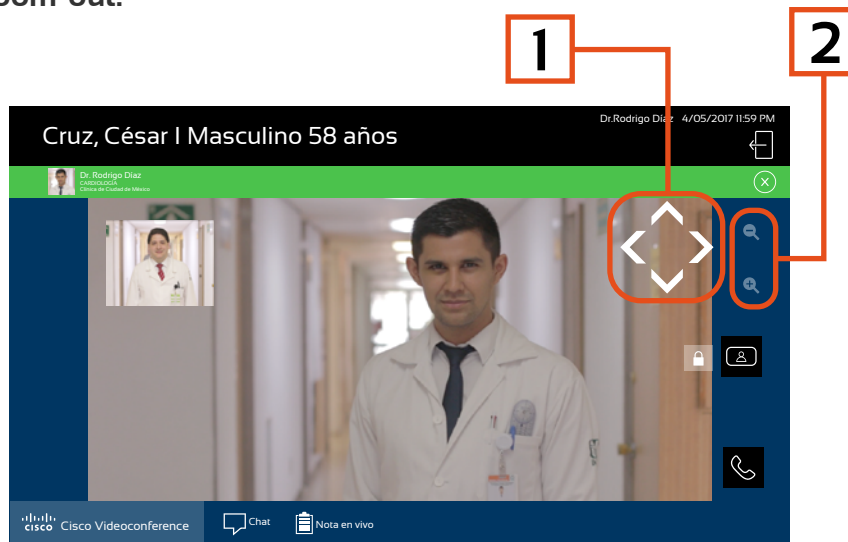 oom-out.
1
2
Dr.Rodrigo Díaz 4/05/2017 11:59 PM
Cruz, César I Masculino 58 años
Dr. Rodrigo Díaz
CARDIOLOGÍA
Clínica de Ciudad de México
CISCO Cisco Videoconference
Chat
Nota en vivo